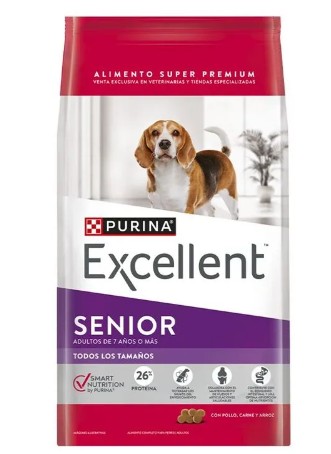 ALIMENTO SUPER PREMIUM
VENTA EXCLUSIVA EN VETERINARIAS Y TIENDAS ESPECIALIZADAS
PURINA
Excellent™
SENIOR
ADULTOS DE 7 AÑOS O MÁS
TODOS LOS TAMAÑOS
SMART
NUTRITION
by PURINA®
26%
PROTEÍNA
CON POLLO, CARNE Y ARROZ